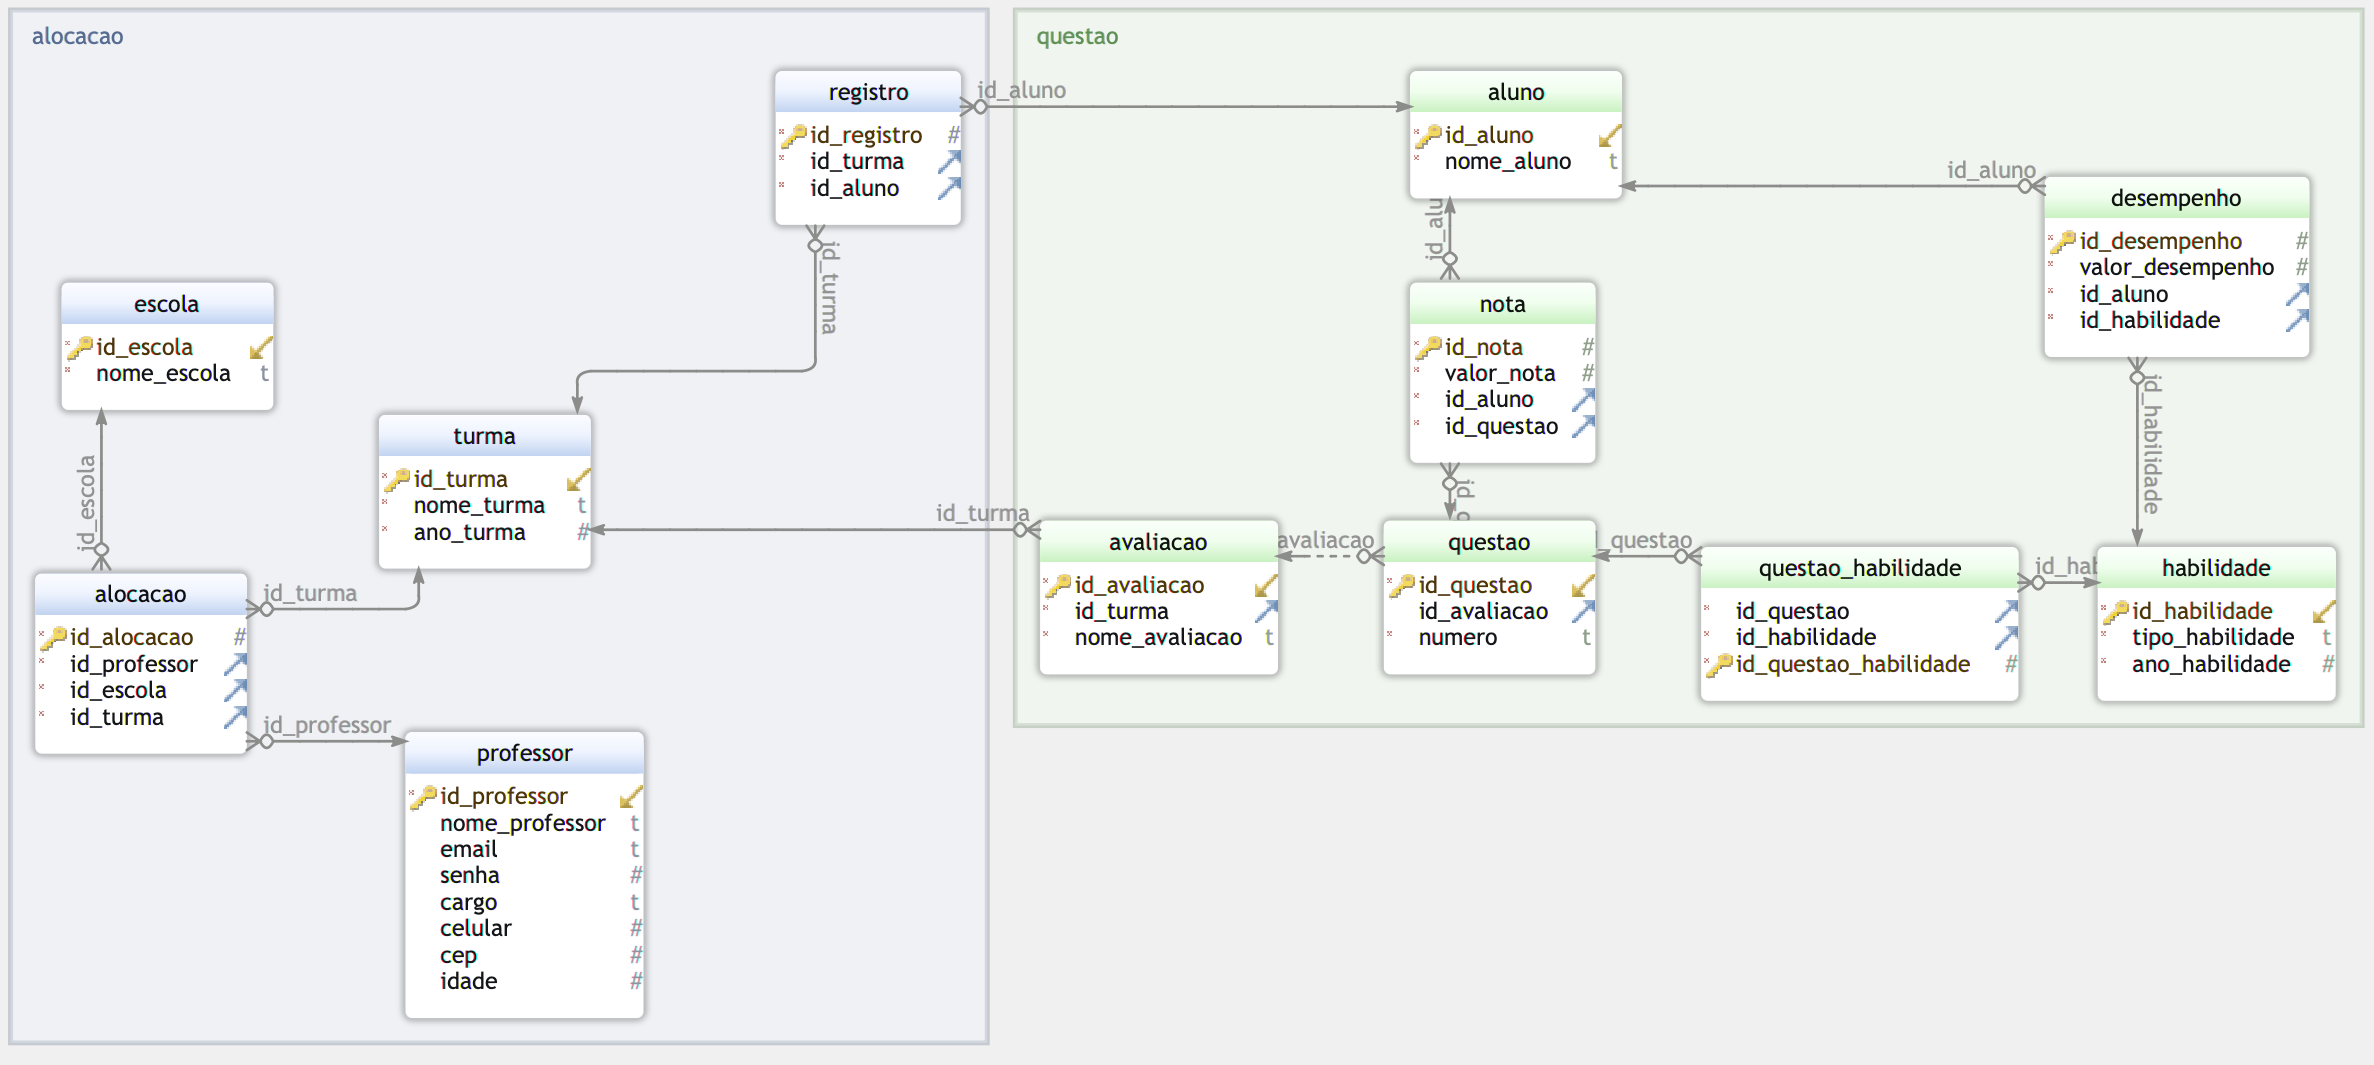 alocacao
registro
id_registro #
id_turma
id_aluno
id_aluno
id_turma
escola
id_escola
nome_escola t
id_escola
turma
id_turma
nome_turma t
ano_turma #
alocacao
id_alocacao #
id_professor
id_escola
id_turma
id_turma
id_professor
professor
id_professor
nome_professor t
email t
senha #
cargo t
celular #
cep #
idade #
questao
aluno
id_aluno
nome_aluno t
id_aluno
desempenho
id_desempenho #
valor_desempenho #
id_aluno
id_habilidade
id_alu
nota
id_nota #
valor_nota #
id_aluno
id_questao
id_habilidade
id_turma
avaliacao
id_avaliacao
id_turma
nome_avaliacao t
avaliacao
questao
id_questao
id_avaliacao
numero t
_questao
questao_habilidade
id_questao
id_habilidade
id_questao_habilidade #
id_hab
habilidade
id_habilidade
tipo_habilidade t
ano_habilidade #